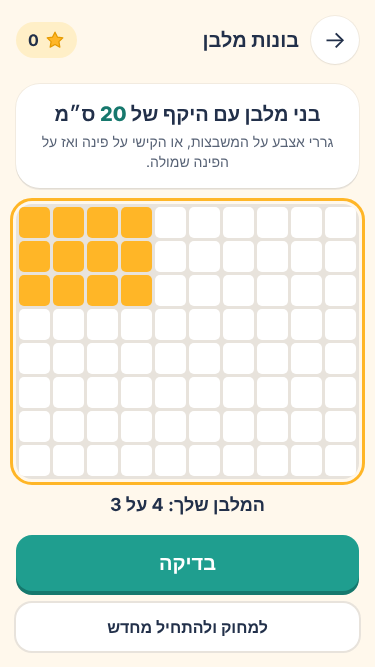 בונות מלבן
0
בני מלבן עם היקף של 20 ס״מ
גררי אצבע על המשבצות, או הקישי על פינה ואז על
הפינה שמולה.
המלבן שלך: 4 על 3
בדיקה
למחוק ולהתחיל מחדש